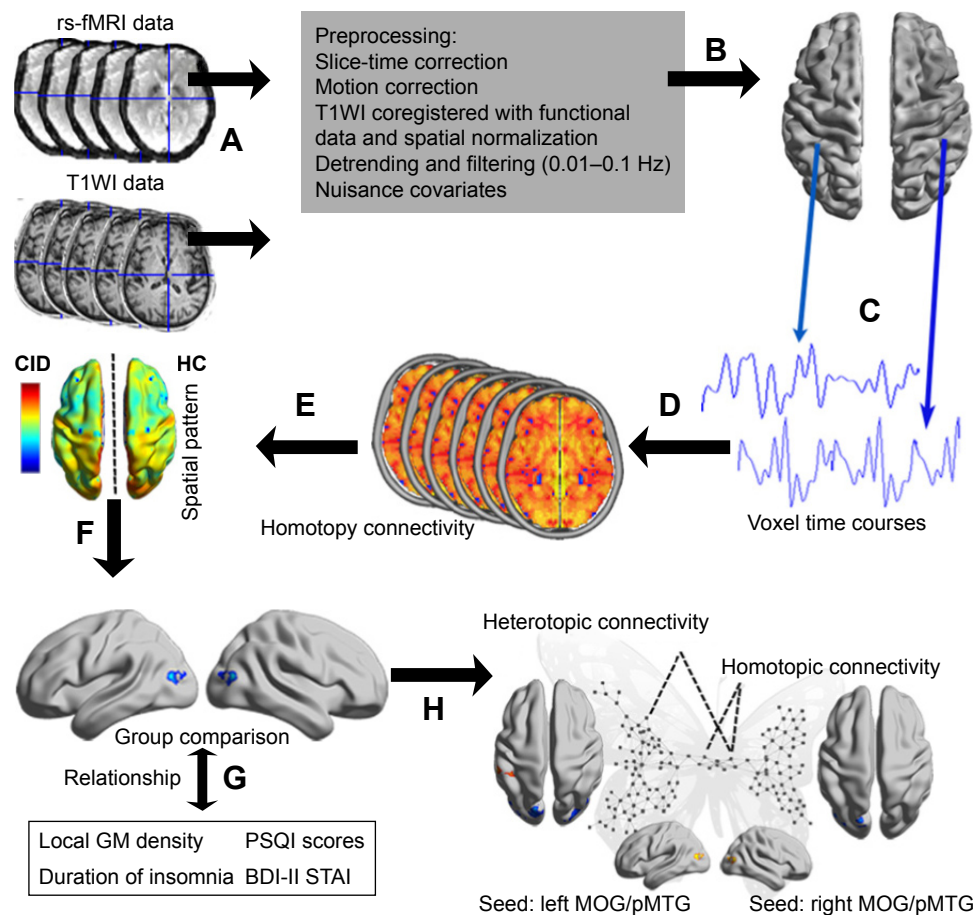 rs-fMRI data
A
T1WI data
Preprocessing:
Slice-time correction
Motion correction
T1WI coregistered with functional
data and spatial normalization
Detrending and filtering (0.01–0.1 Hz)
Nuisance covariates
B
C
Voxel time courses
D
Homotopy connectivity
E
CID
HC
Spatial pattern
F
Group comparison
Relationship
G
Local GM density PSQI scores
Duration of insomnia BDI-II STAI
H
Heterotopic connectivity
Homotopic connectivity
Seed: left MOG/pMTG
Seed: right MOG/pMTG